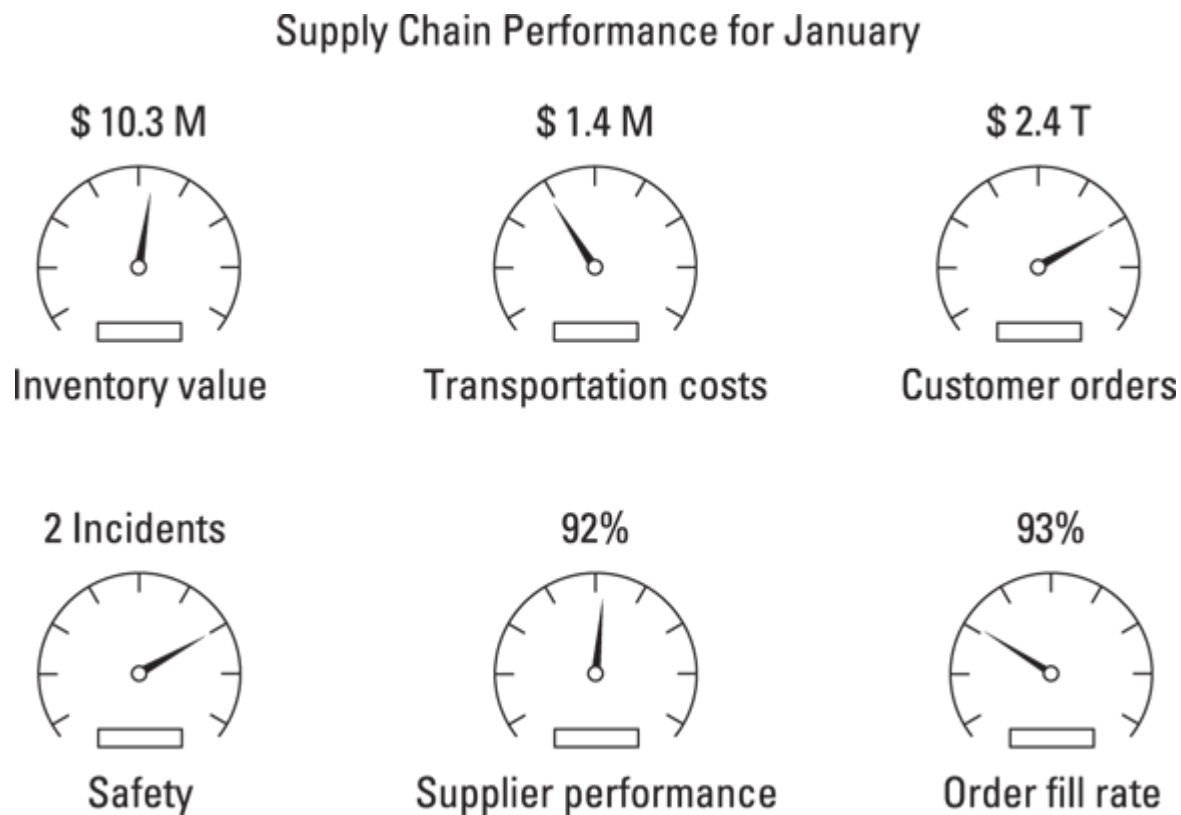 Supply Chain Performance for January
$ 10.3 M
$ 1.4 M
$ 2.4 T
Inventory value
Transportation costs
Customer orders
2 Incidents
92%
93%
Safety
Supplier performance
Order fill rate